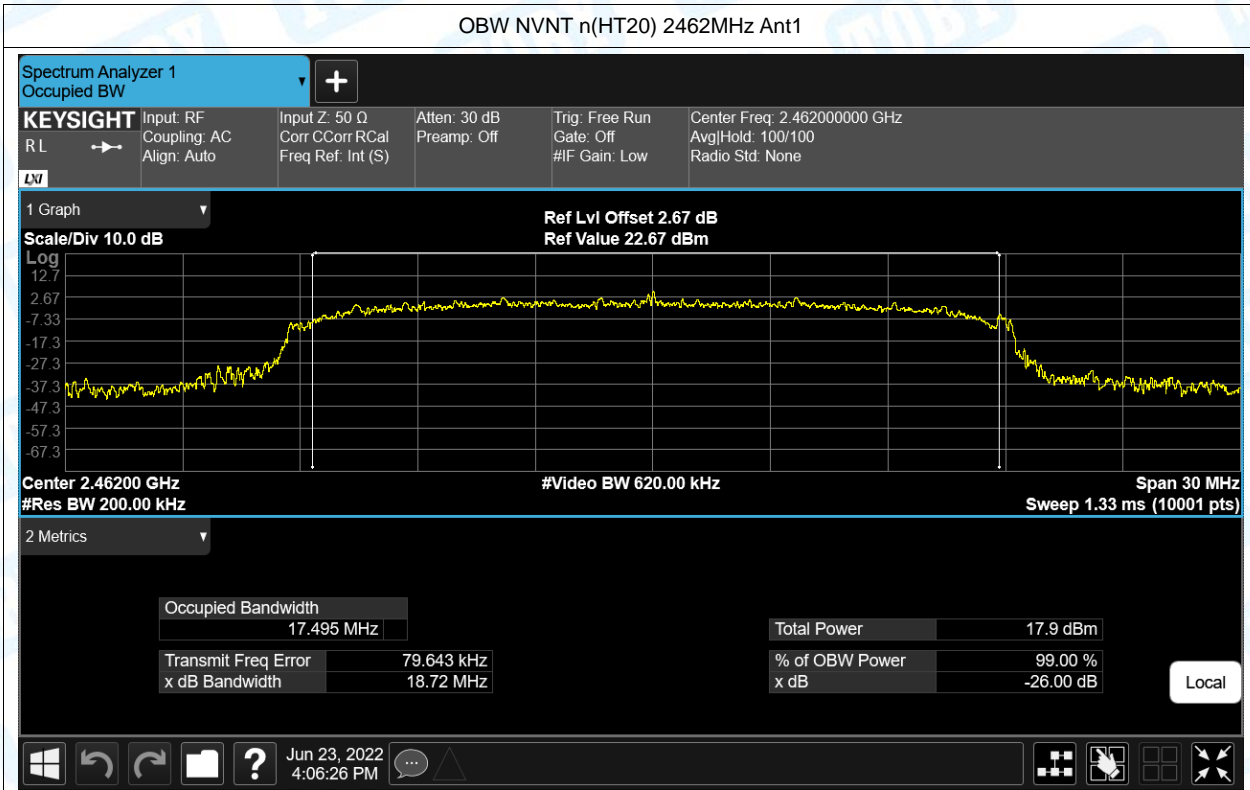 OBW NVNT n(HT20) 2462MHz Ant1
Spectrum Analyzer 1
Occupied BW
KEYSIGHT
R L
LXI
Input: RF
Coupling: AC
Align: Auto
Input Z: 50 Ω
Corr CCorr RCal
Freq Ref: Int (S)
Atten: 30 dB
Preamp: Off
Trig: Free Run
Gate: Off
#IF Gain: Low
Center Freq: 2.462000000 GHz
Avg|Hold: 100/100
Radio Std: None
1 Graph
Scale/Div 10.0 dB
Ref Lvl Offset 2.67 dB
Ref Value 22.67 dBm
Log
12.7
2.67
-7.33
-17.3
-27.3
-37.3
-47.3
-57.3
-67.3
Center 2.46200 GHz
#Res BW 200.00 kHz
#Video BW 620.00 kHz
Span 30 MHz
Sweep 1.33 ms (10001 pts)
2 Metrics
Occupied Bandwidth
17.495 MHz
Transmit Freq Error 79.643 kHz
x dB Bandwidth 18.72 MHz
Total Power 17.9 dBm
% of OBW Power 99.00 %
x dB -26.00 dB
Local
Jun 23, 2022
4:06:26 PM